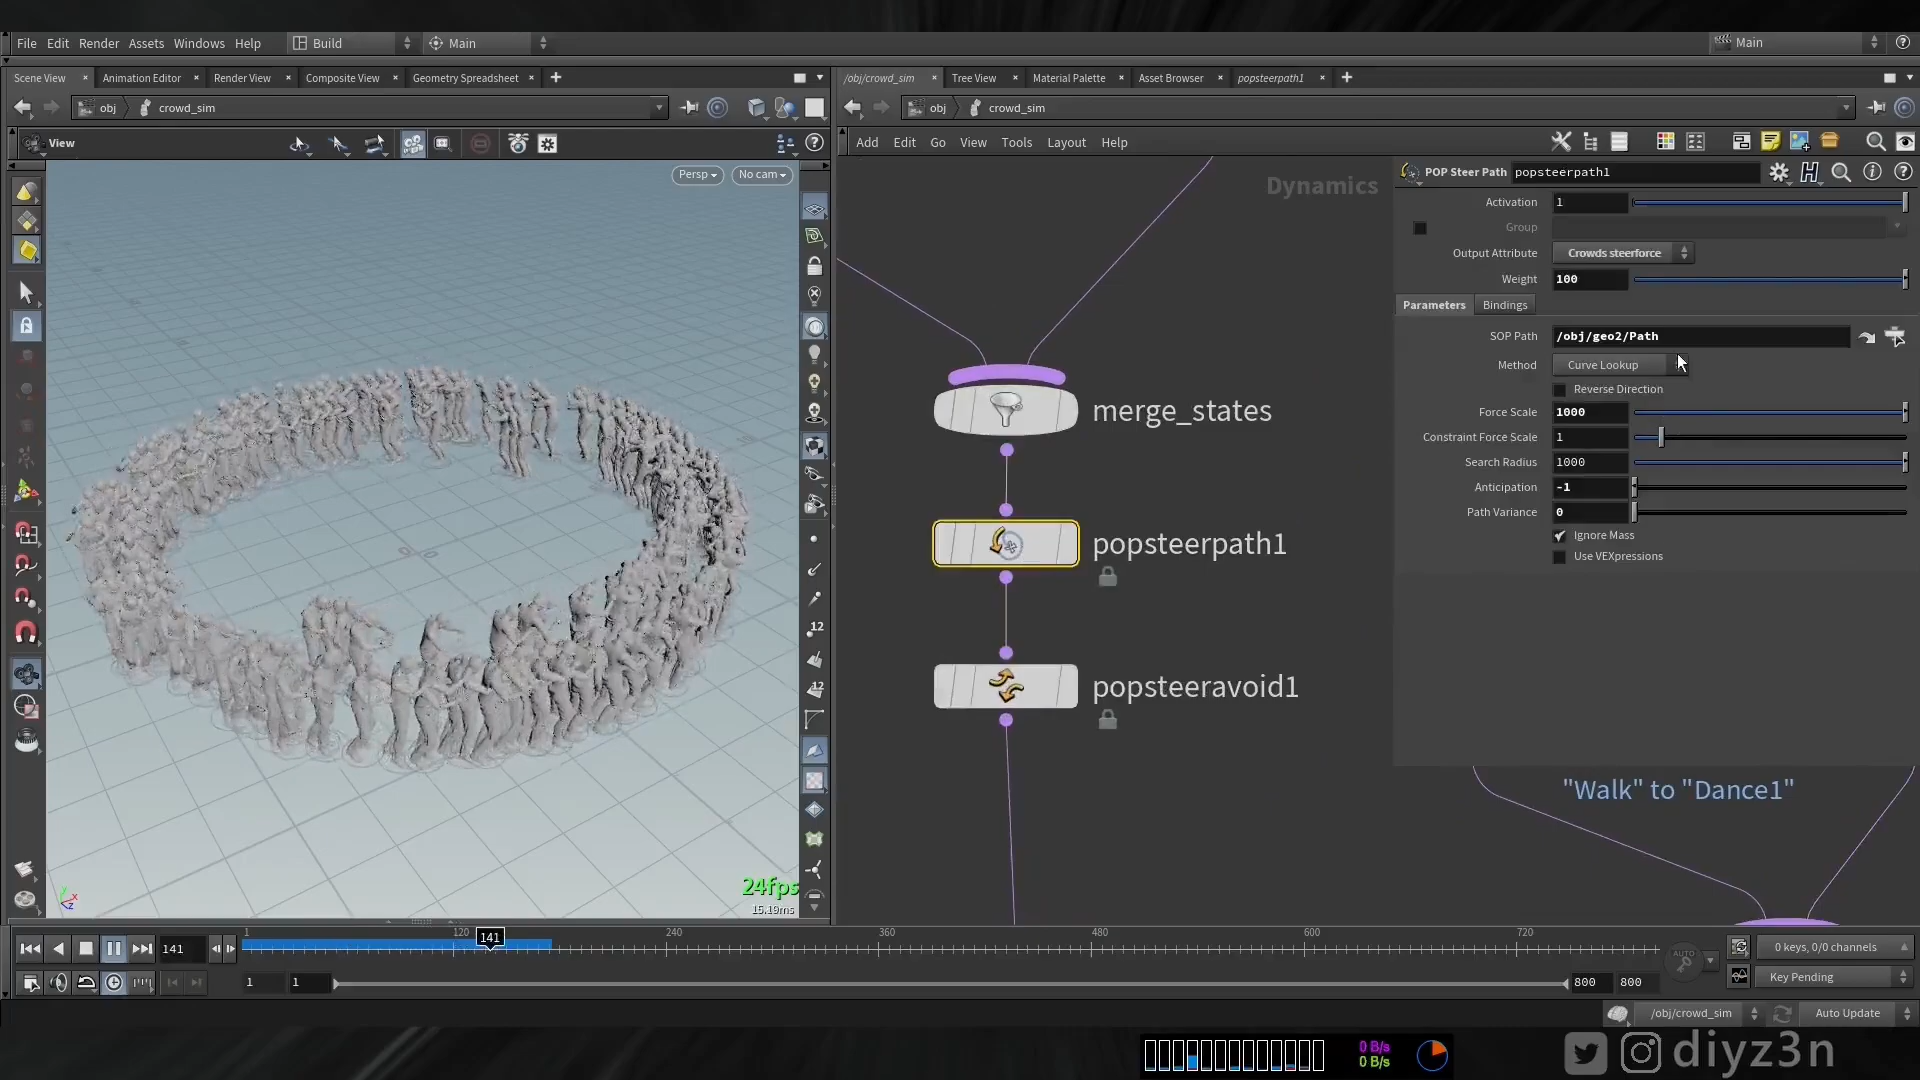 File Edit Render Assets Windows Help Build Main Main
Scene View Animation Editor Render View Composite View Geometry Spreadsheet
obj crowd_sim
View
Persp No cam
12
12
24fps
15.19ms
/obj/crowd_sim Tree View Material Palette Asset Browser popsteerpath1
obj crowd_sim
Add Edit Go View Tools Layout Help
Dynamics
merge_states
popsteerpath1
popsteeravoid1
"Walk" to "Dance1"
POP Steer Path popsteerpath1
Activation 1
Group
Output Attribute Crowds steerforce
Weight 100
Parameters Bindings
SOP Path /obj/geo2/Path
Method Curve Lookup
Reverse Direction
Force Scale 1000
Constraint Force Scale 1
Search Radius 1000
Anticipation -1
Path Variance 0
Ignore Mass
Use VEXpressions
141 1 120 141 240 360 480 600 720
AUTO
0 keys, 0/0 channels
1 1 800 800 Key Pending
/obj/crowd_sim Auto Update
0 B/s
0 B/s
diyz3n